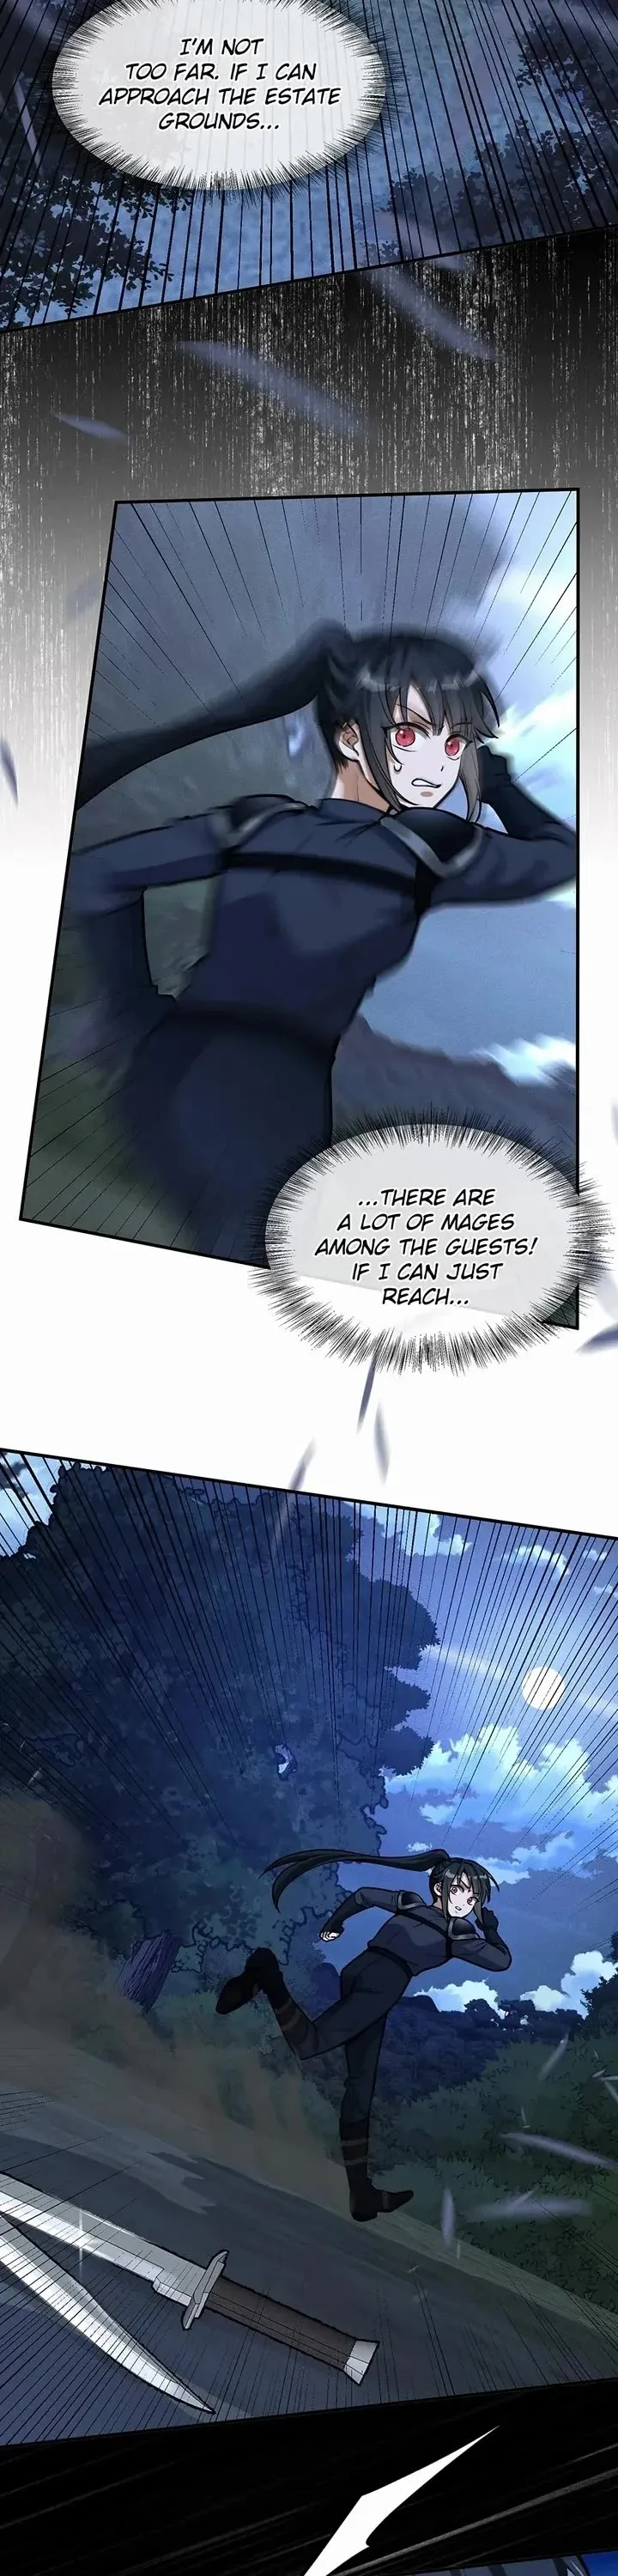 I'M NOT
TOO FAR. IF I CAN
APPROACH THE ESTATE
GROUNDS...
...THERE ARE
A LOT OF MAGES
AMONG THE GUESTS!
IF I CAN JUST
REACH...